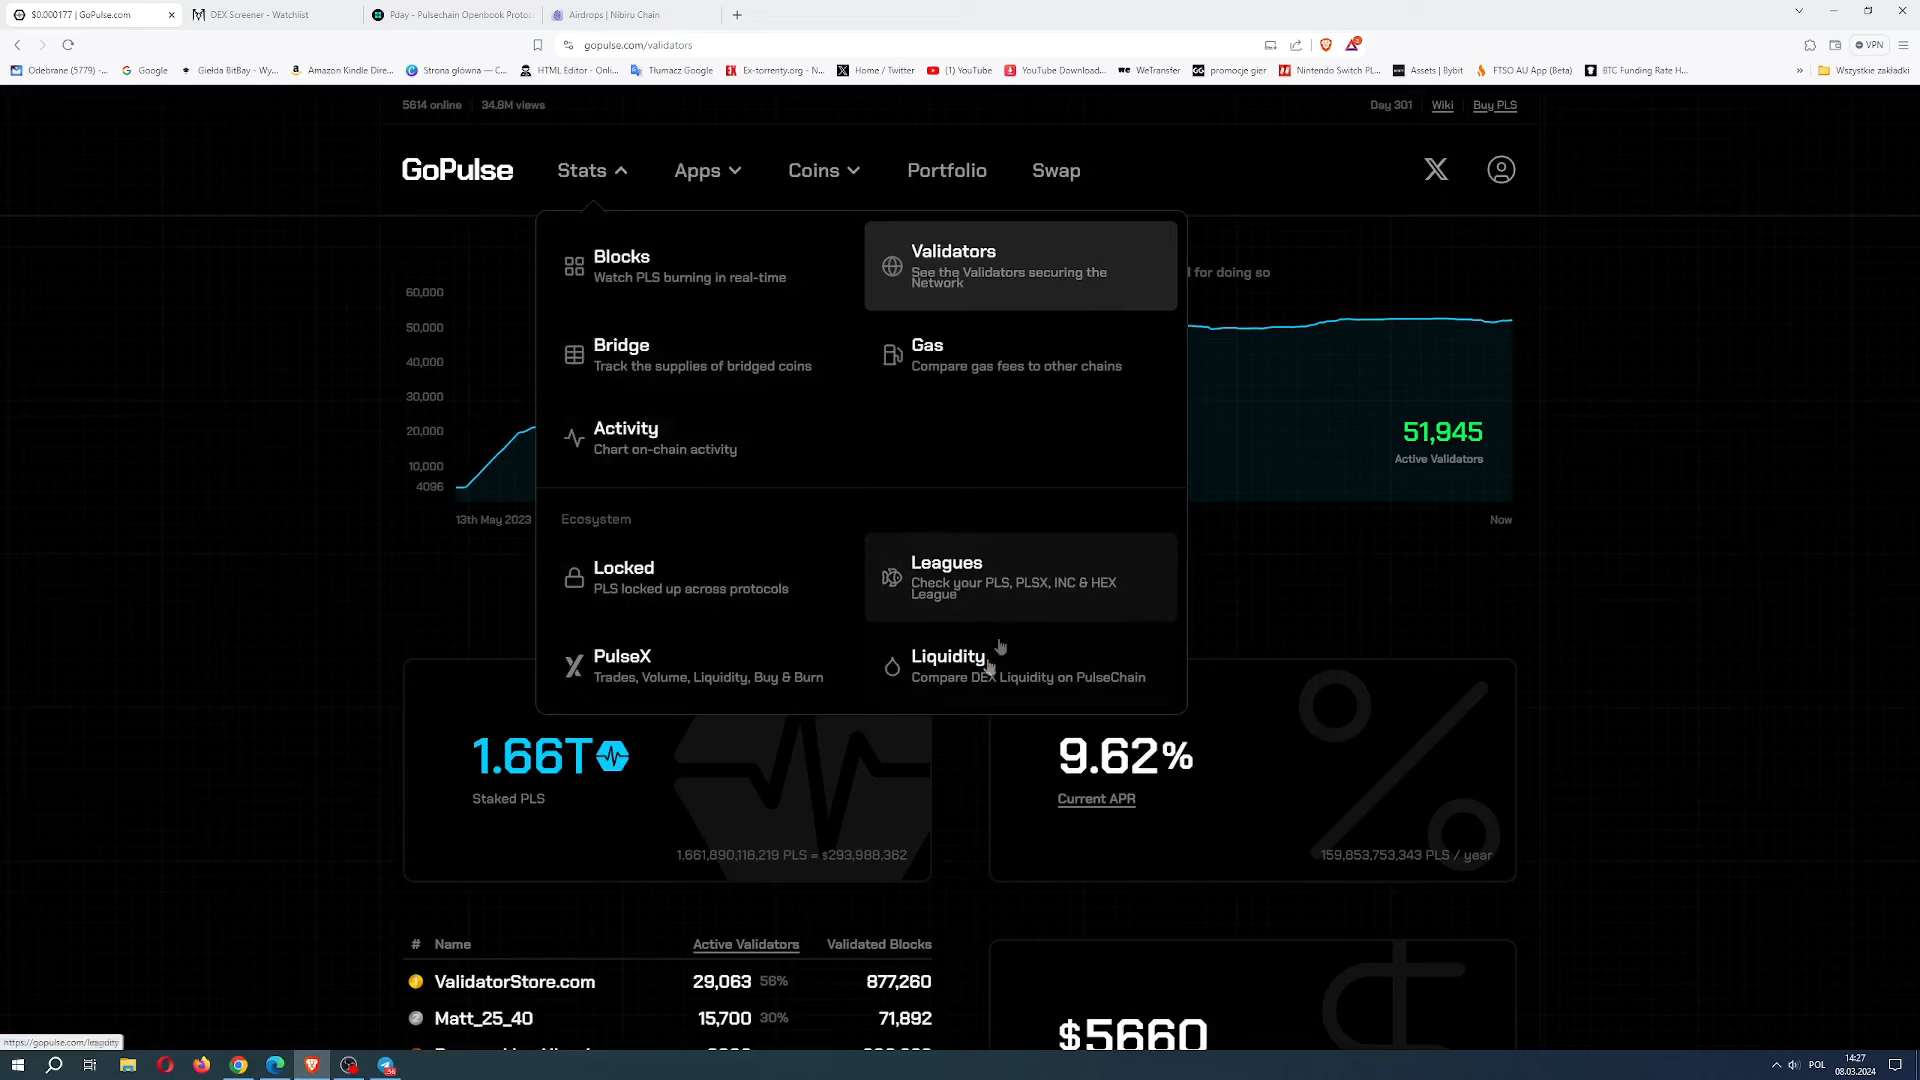 $0.000177 | GoPulse.com
DEX Screener - Watchlist
Pday - Pulsechain Openbook Proto
Airdrops | Nibiru Chain
gopulse.com/validators
VPN
Odebrane (5779) -...
Google
Giełda BitBay - Wy...
Amazon Kindle Dire...
Strona główna — C...
HTML Editor - Onli...
Tłumacz Google
Ex-torrenty.org - N...
Home / Twitter
(1) YouTube
YouTube Download...
WeTransfer
promocje gier
Nintendo Switch PL...
Assets | Bybit
FTSO AU App (Beta)
BTC Funding Rate H...
Wszystkie zakładki
5614 online
34.8M views
Day 301
Wiki
Buy PLS
GoPulse
Stats
Apps
Coins
Portfolio
Swap
Blocks
Watch PLS burning in real-time
Validators
See the Validators securing the
Network
for doing so
Bridge
Track the supplies of bridged coins
Gas
Compare gas fees to other chains
Activity
Chart on-chain activity
60,000
50,000
40,000
30,000
20,000
10,000
4096
51,945
Active Validators
13th May 2023
Now
Ecosystem
Locked
PLS locked up across protocols
Leagues
Check your PLS, PLSX, INC & HEX
League
PulseX
Trades, Volume, Liquidity, Buy & Burn
Liquidity
Compare DEX Liquidity on PulseChain
1.66T
Staked PLS
1,661,890,118,219 PLS = $293,988,362
9.62%
Current APR
159,853,753,343 PLS / year
# Name Active Validators Validated Blocks
1 ValidatorStore.com 29,063 56% 877,260
2 Matt_25_40 15,700 30% 71,892
$5660
https://gopulse.com/liquidity
POL
14:27
08.03.2024